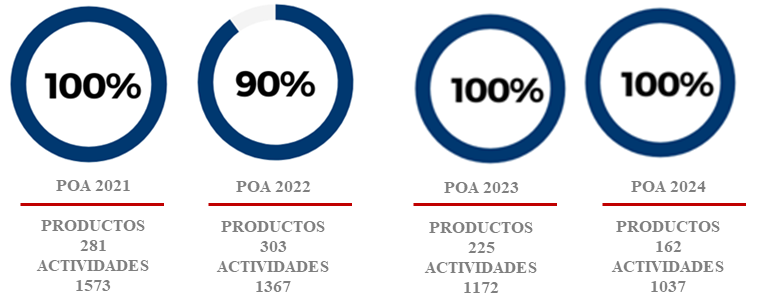 100%
90%
100%
100%
POA 2021
POA 2022
POA 2023
POA 2024
PRODUCTOS
281
ACTIVIDADES
1573
PRODUCTOS
303
ACTIVIDADES
1367
PRODUCTOS
225
ACTIVIDADES
1172
PRODUCTOS
162
ACTIVIDADES
1037